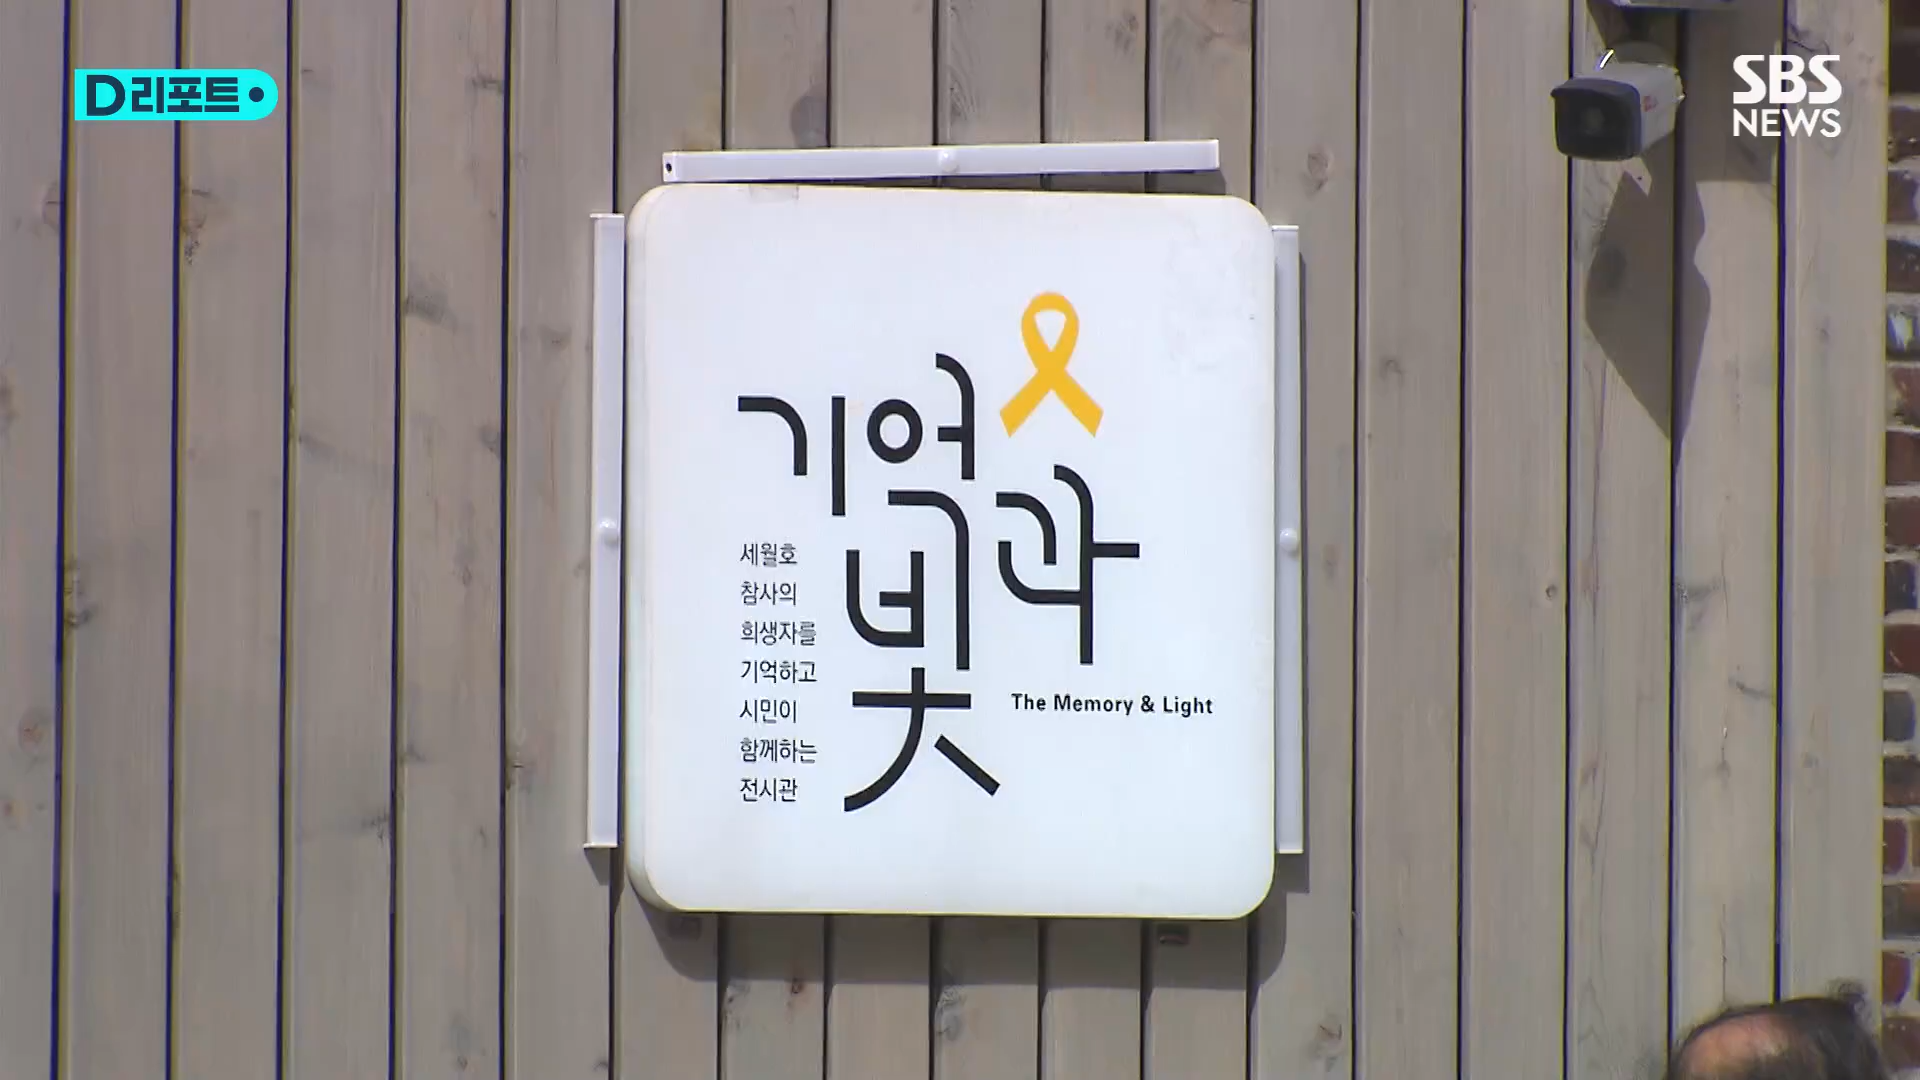 D리포트
SBS
NEWS
기억과
빛
세월호
참사의
희생자를
기억하고
시민이
함께하는
전시관
The Memory & Light